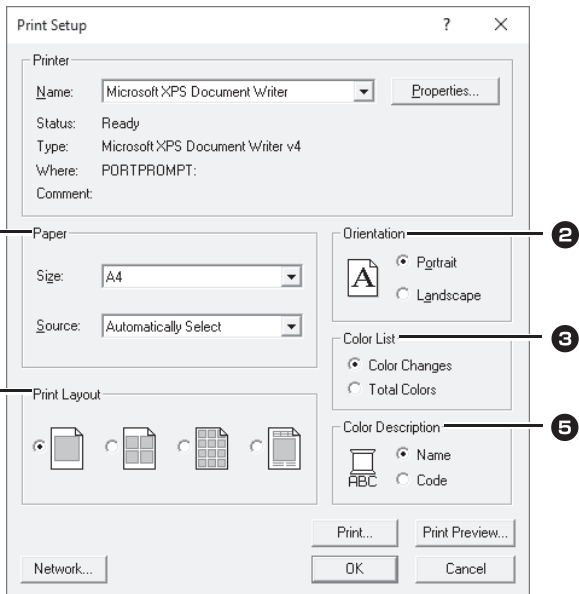 Print Setup ? ✕
Printer
Name: Microsoft XPS Document Writer Properties...
Status: Ready
Type: Microsoft XPS Document Writer v4
Where: PORTPROMPT:
Comment:
Paper
Size: A4
Source: Automatically Select
Orientation 2
A Portrait
Landscape
Color List 3
Color Changes
Total Colors
Print Layout
Color Description 5
Name
ABC Code
Print... Print Preview...
Network... OK Cancel